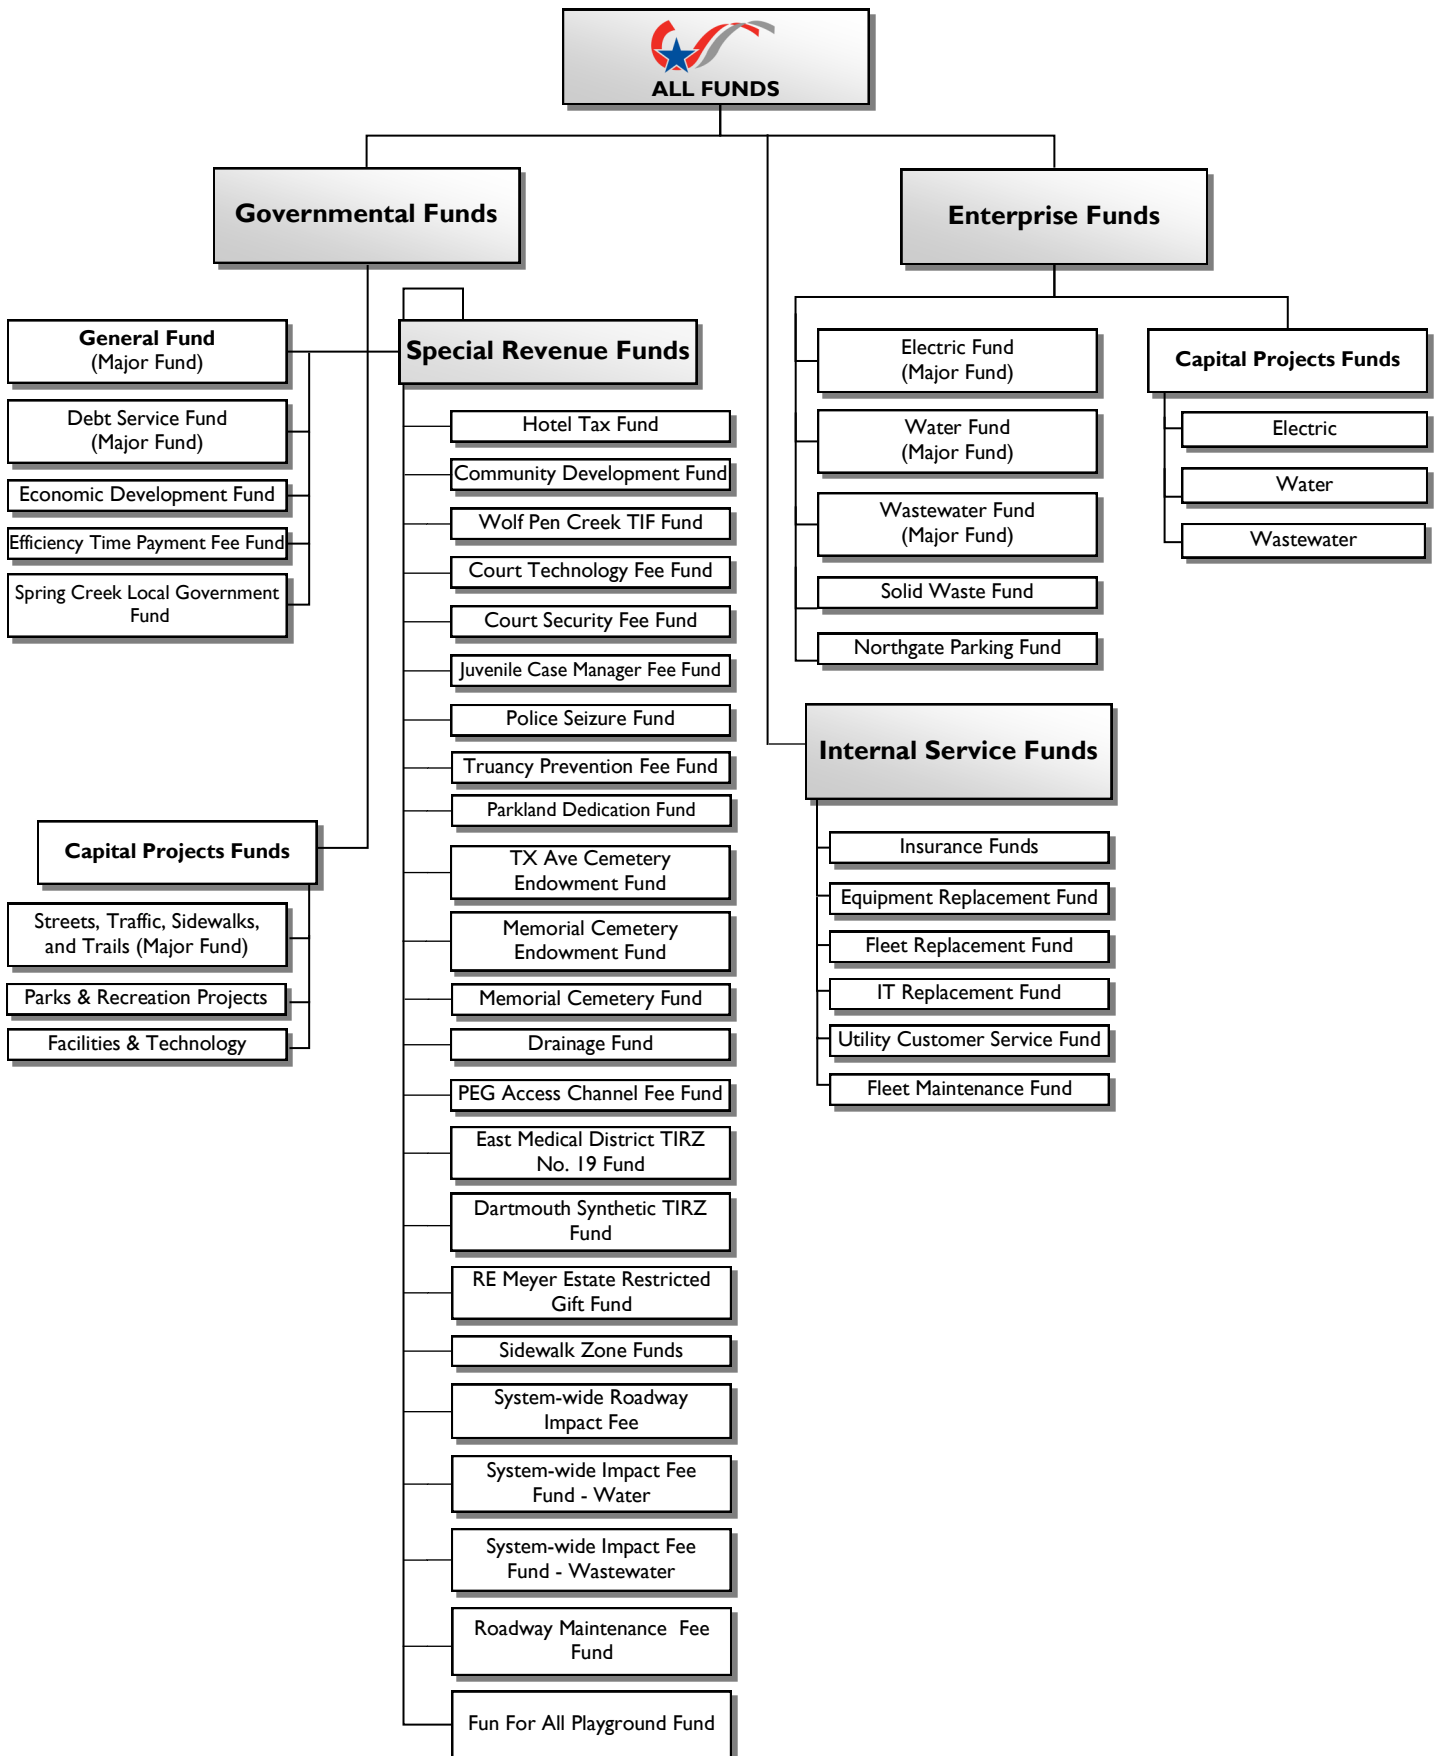 ALL FUNDS
Governmental Funds
General Fund
(Major Fund)
Debt Service Fund
(Major Fund)
Economic Development Fund
Efficiency Time Payment Fee Fund
Spring Creek Local Government
Fund
Capital Projects Funds
Streets, Traffic, Sidewalks,
and Trails (Major Fund)
Parks & Recreation Projects
Facilities & Technology
Special Revenue Funds
Hotel Tax Fund
Community Development Fund
Wolf Pen Creek TIF Fund
Court Technology Fee Fund
Court Security Fee Fund
Juvenile Case Manager Fee Fund
Police Seizure Fund
Truancy Prevention Fee Fund
Parkland Dedication Fund
TX Ave Cemetery
Endowment Fund
Memorial Cemetery
Endowment Fund
Memorial Cemetery Fund
Drainage Fund
PEG Access Channel Fee Fund
East Medical District TIRZ
No. 19 Fund
Dartmouth Synthetic TIRZ
Fund
RE Meyer Estate Restricted
Gift Fund
Sidewalk Zone Funds
System-wide Roadway
Impact Fee
System-wide Impact Fee
Fund - Water
System-wide Impact Fee
Fund - Wastewater
Roadway Maintenance Fee
Fund
Fun For All Playground Fund
Enterprise Funds
Electric Fund
(Major Fund)
Water Fund
(Major Fund)
Wastewater Fund
(Major Fund)
Solid Waste Fund
Northgate Parking Fund
Capital Projects Funds
Electric
Water
Wastewater
Internal Service Funds
Insurance Funds
Equipment Replacement Fund
Fleet Replacement Fund
IT Replacement Fund
Utility Customer Service Fund
Fleet Maintenance Fund